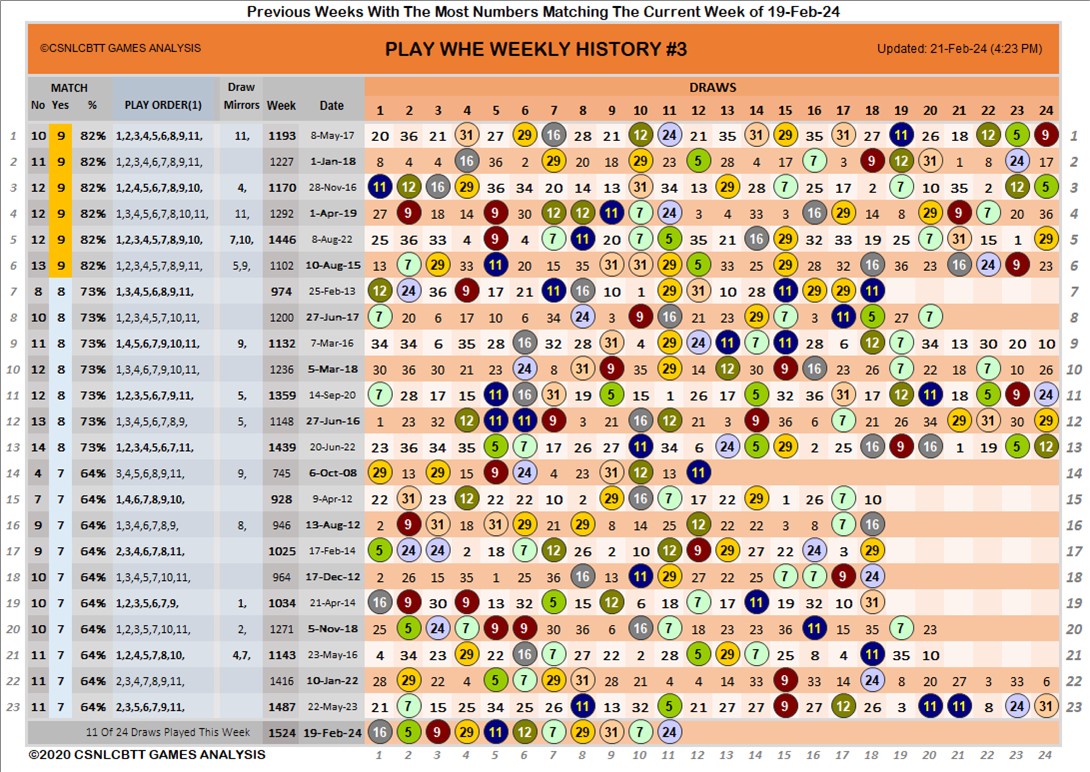 Previous Weeks With The Most Numbers Matching The Current Week of 19-Feb-24
©CSNLCBTT GAMES ANALYSIS PLAY WHE WEEKLY HISTORY #3 Updated: 21-Feb-24 (4:23 PM)
MATCH Draw DRAWS
No Yes % PLAY ORDER(1) Mirrors Week Date 1 2 3 4 5 6 7 8 9 10 11 12 13 14 15 16 17 18 19 20 21 22 23 24
1 10 9 82% 1,2,3,4,5,6,8,9,11, 11, 1193 8-May-17 20 36 21 31 27 29 16 28 21 12 24 21 35 31 29 35 31 27 11 26 18 22 5 9 1
2 11 9 82% 1,2,3,4,6,7,8,9,11, 1227 1-Jan-18 8 4 4 16 36 2 29 20 18 29 23 12 5 28 4 17 7 3 9 12 31 1 8 24 17 2
3 12 9 82% 1,2,4,5,6,7,8,9,10, 4, 1170 28-Nov-16 11 12 16 29 36 34 20 14 13 31 34 13 29 28 7 25 17 2 7 10 35 2 12 5 3
4 12 9 82% 1,3,4,5,6,7,8,10,11, 11, 1292 1-Apr-19 27 9 18 14 5 30 12 12 11 7 24 3 4 33 4 16 29 14 8 29 9 7 20 36 4
5 12 9 82% 1,2,3,4,5,7,8,9,10, 7,10, 1446 8-Aug-22 25 36 33 4 9 4 7 11 20 7 5 35 21 16 29 32 33 19 25 7 31 15 1 29 5
6 13 9 82% 1,2,3,4,5,7,8,9,11, 5,9, 1102 10-Aug-15 13 7 29 33 11 20 15 8 31 31 29 5 33 25 29 28 32 16 36 23 16 24 9 23 6
7 8 8 73% 1,3,4,5,6,8,9,11, 974 25-Feb-13 12 24 36 9 17 21 11 16 10 1 29 31 10 28 11 29 29 11 7
8 10 8 73% 1,2,3,4,5,7,10,11, 1200 27-Jun-17 7 20 6 17 10 6 34 24 3 9 16 21 23 29 7 3 11 5 27 7 8
9 11 8 73% 1,4,5,6,7,9,10,11, 9, 1132 7-Mar-16 34 34 6 35 28 16 32 28 31 4 29 24 11 7 11 28 6 12 7 34 13 30 20 10 9
10 12 8 73% 1,3,4,6,7,9,10,11, 1236 5-Mar-18 30 36 30 21 23 24 8 31 9 35 29 14 12 30 9 16 23 26 7 22 18 7 10 26 10
11 12 8 73% 1,2,3,5,6,7,9,11, 5, 1359 14-Sep-20 7 28 17 15 11 16 31 19 5 15 1 26 17 5 32 36 31 17 12 11 18 5 9 24 11
12 13 8 73% 1,3,4,5,6,7,8,9, 5, 1148 27-Jun-16 1 23 32 12 11 11 9 3 21 16 12 21 3 9 36 6 7 21 26 34 29 31 30 29 12
13 14 8 73% 1,2,3,4,5,6,7,11, 1439 20-Jun-22 23 36 34 35 5 7 17 26 27 11 34 6 24 5 29 2 25 16 9 16 1 19 5 12 13
14 4 7 64% 3,4,5,6,8,9,11, 9, 745 6-Oct-08 29 13 29 15 9 24 4 23 31 12 13 11 14
15 7 7 64% 1,4,6,7,8,9,10, 928 9-Apr-12 22 31 23 12 22 22 10 2 29 16 7 17 22 29 1 26 7 10 15
16 9 7 64% 1,3,4,6,7,8,9, 8, 946 13-Aug-12 2 9 31 18 31 29 21 29 8 14 25 12 22 22 3 8 7 16 16
17 9 7 64% 2,3,4,6,7,8,11, 1025 17-Feb-14 5 24 24 2 18 7 12 26 2 10 12 9 29 27 22 24 3 29 17
18 10 7 64% 1,3,4,5,7,10,11, 964 17-Dec-12 2 26 15 35 1 25 36 16 13 11 29 27 22 25 7 7 9 24 18
19 10 7 64% 1,2,3,5,6,7,9, 1, 1034 21-Apr-14 16 9 30 9 13 32 5 15 12 6 18 7 17 11 19 32 10 31 19
20 10 7 64% 1,2,3,5,7,10,11, 2, 1271 5-Nov-18 25 5 24 7 9 9 30 36 6 16 7 18 23 23 36 11 15 35 7 23 20
21 11 7 64% 1,2,4,5,7,8,10, 4,7, 1143 23-May-16 4 34 23 29 22 16 7 27 22 2 28 5 29 7 25 8 4 11 35 10 21
22 11 7 64% 2,3,4,7,8,9,11, 1416 10-Jan-22 28 29 22 4 5 7 29 31 28 21 4 4 14 33 9 33 14 24 8 20 27 3 33 6 22
23 11 7 64% 2,3,5,6,7,9,11, 1487 22-May-23 21 7 15 25 34 25 26 11 13 32 5 21 27 27 9 27 12 26 3 11 11 8 24 31 23
11 Of 24 Draws Played This Week 1524 19-Feb-24 16 5 9 29 11 12 7 29 31 7 24
©2020 CSNLCBTT GAMES ANALYSIS 1 2 3 4 5 6 7 8 9 10 11 12 13 14 15 16 17 18 19 20 21 22 23 24